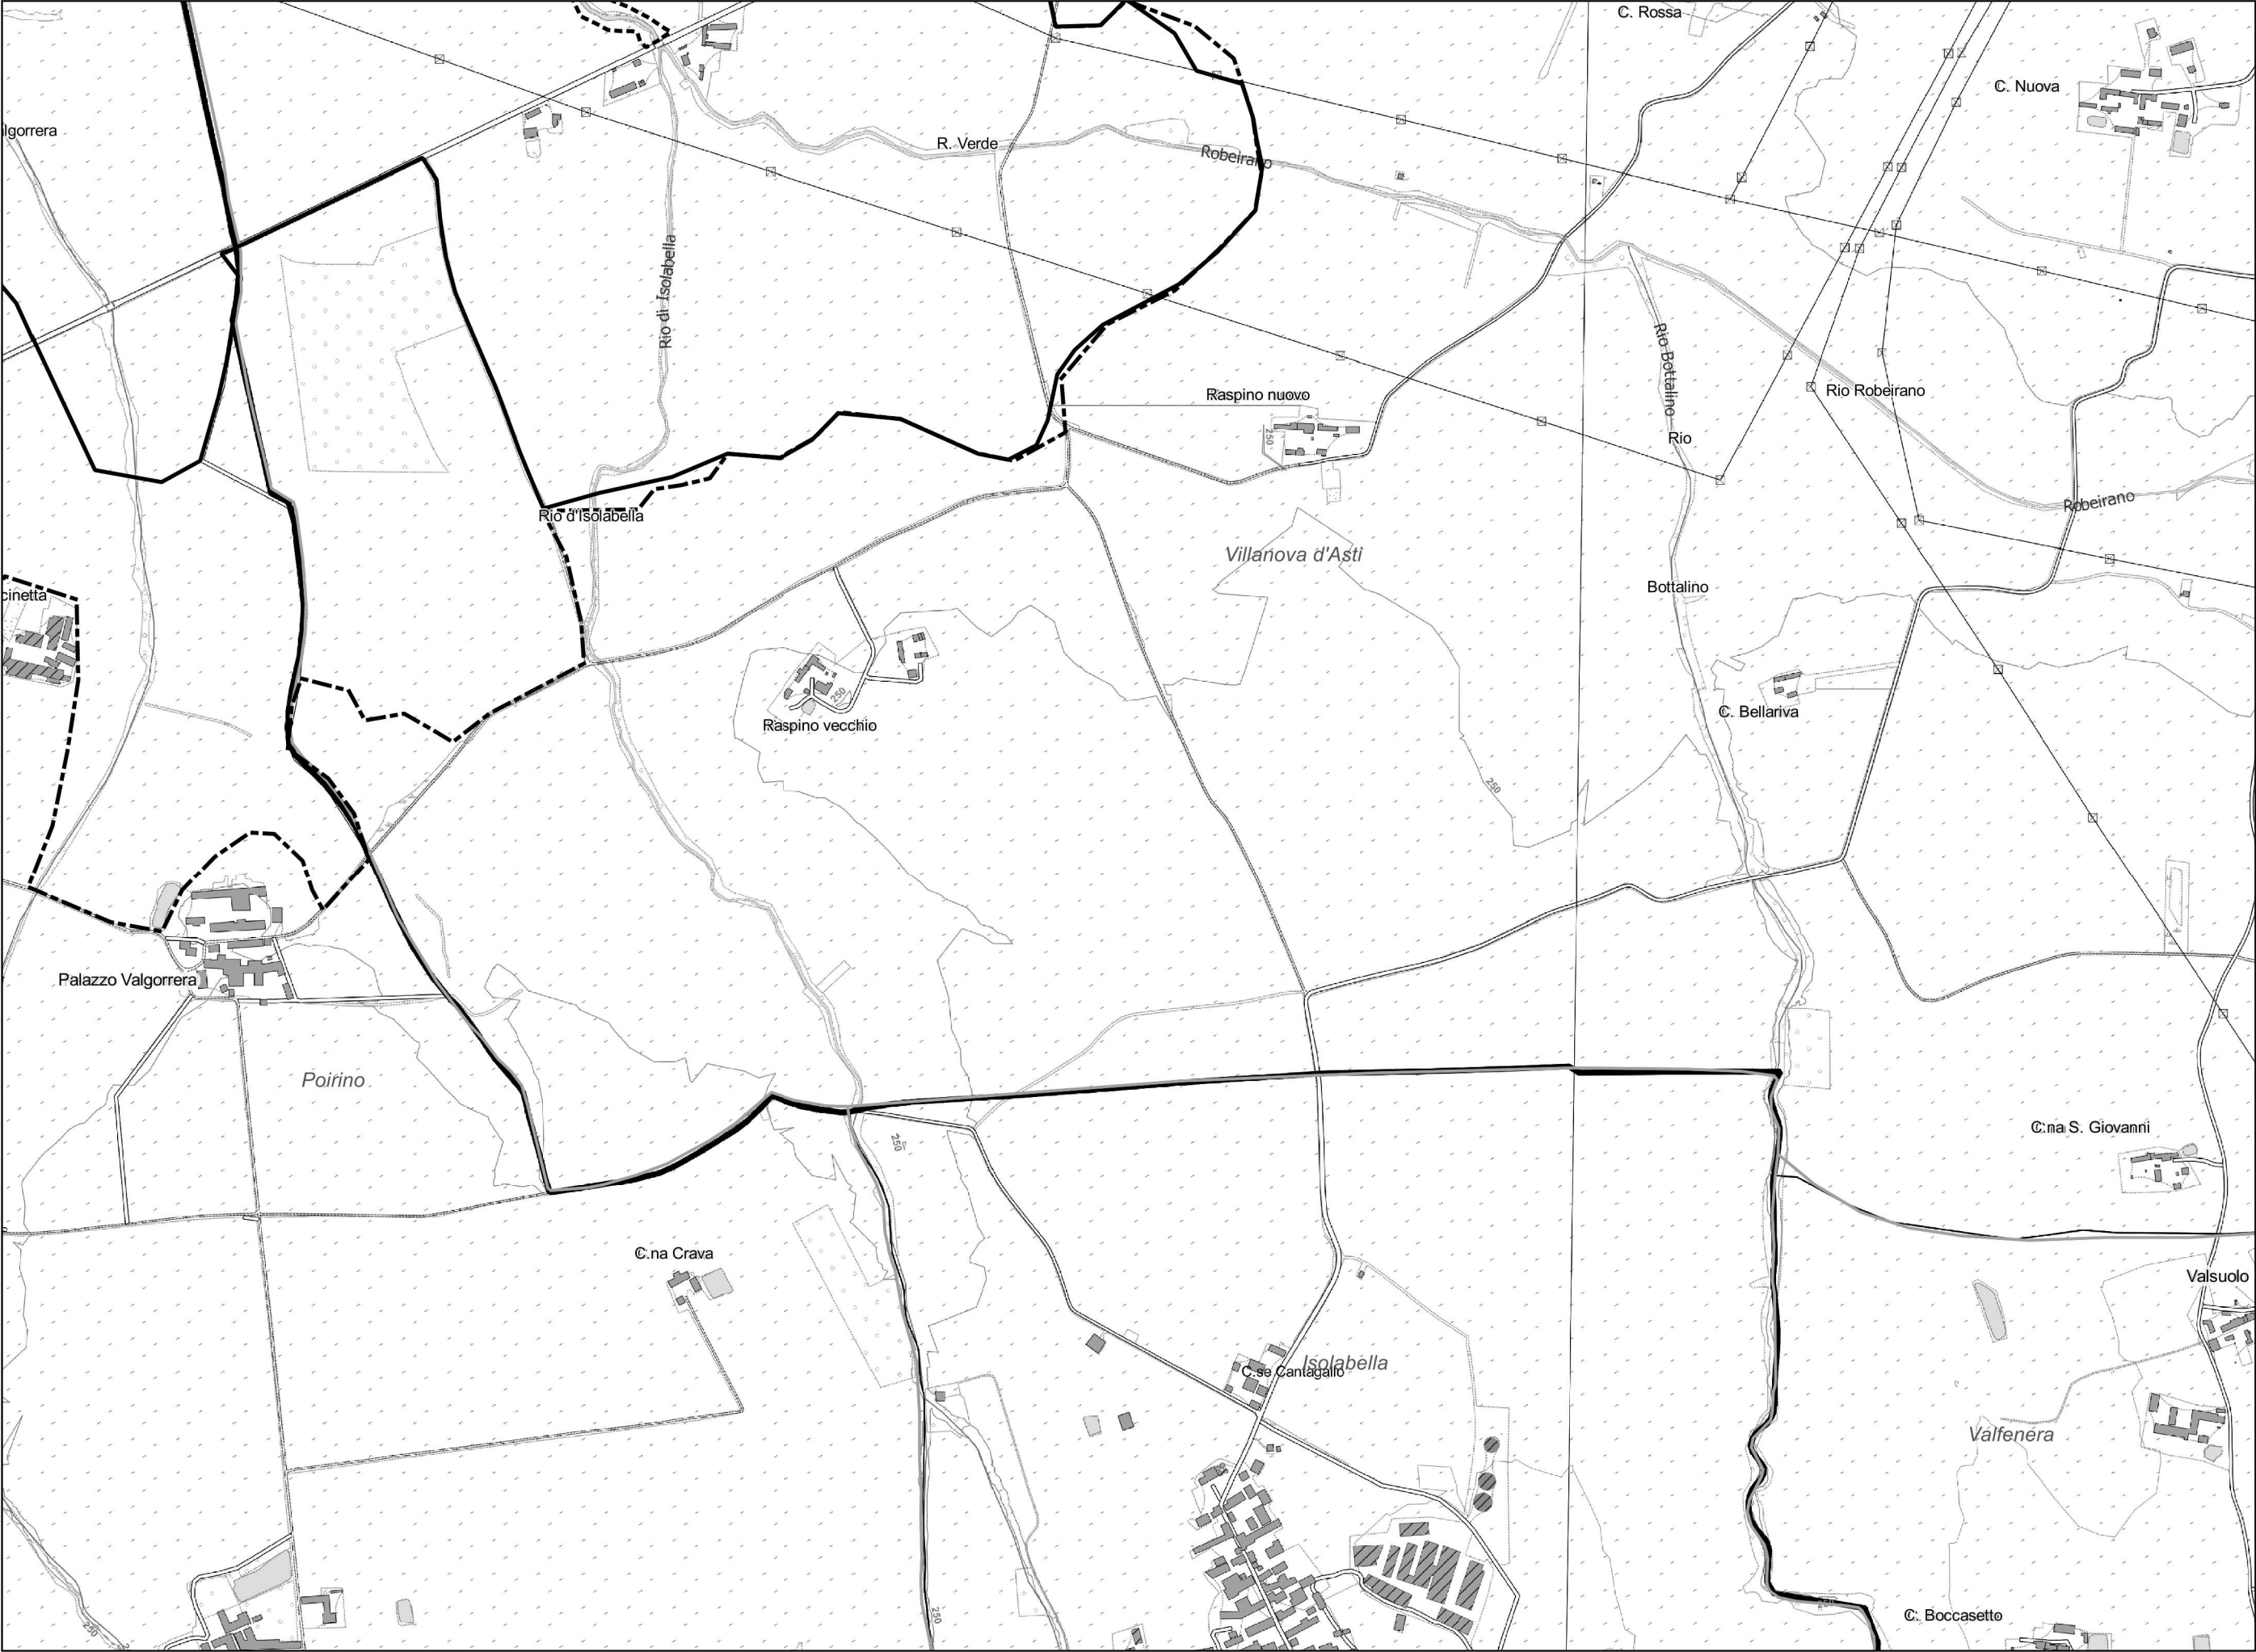 C. Rossa
C. Nuova
lgorrera
R. Verde
Robeirano
Rio di Isolabella
Rio Bottalino
Raspino nuovo
250
Rio Robeirano
Rio
Robeirano
Rio d'Isolabella
Villanova d'Asti
Bottalino
cinetta
250
Raspino vecchio
C. Bellariva
250
Palazzo Valgorrera
Poirino
250
C.na S. Giovanni
C.na Crava
Valsuolo
Isolabella
C.se Cantagallo
Valfenera
250
250
250
C. Boccasetto